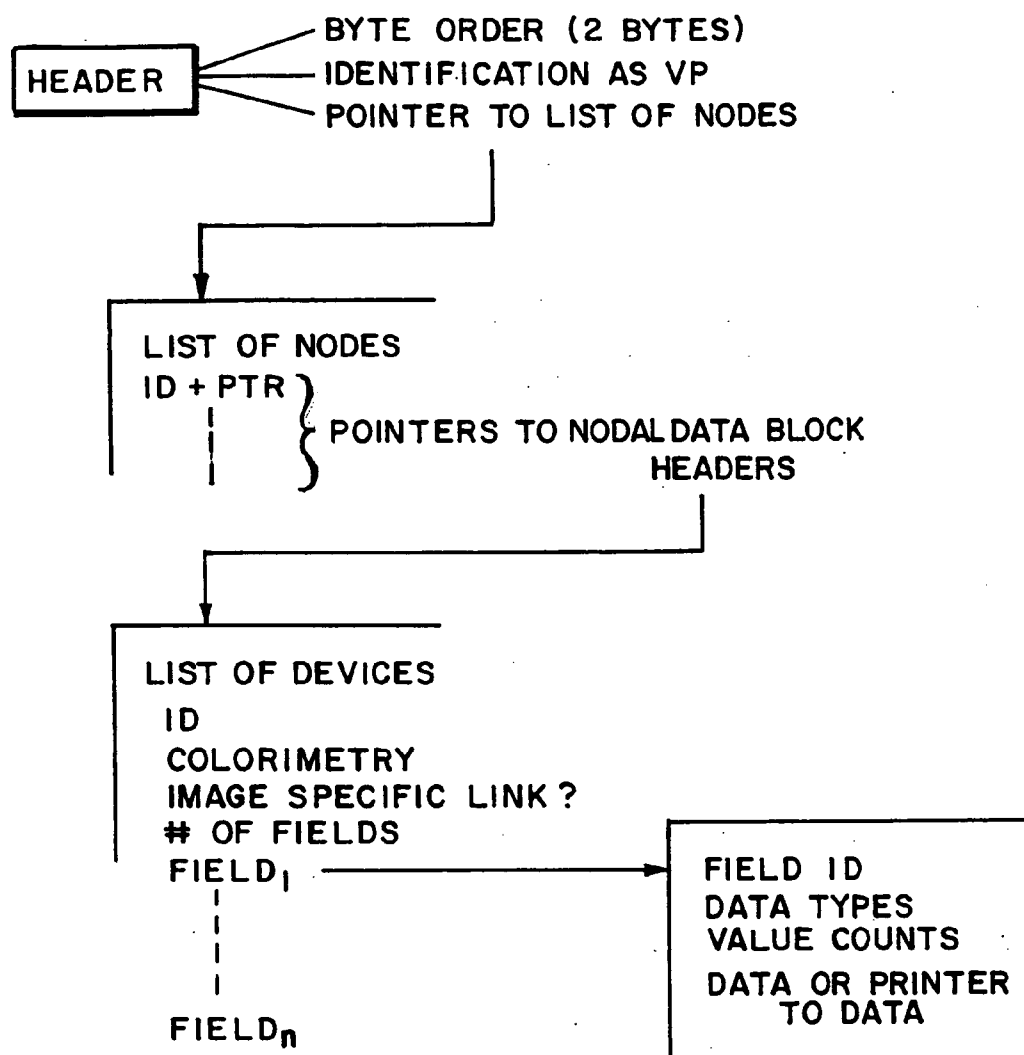 HEADER
BYTE ORDER (2 BYTES)
IDENTIFICATION AS VP
POINTER TO LIST OF NODES
LIST OF NODES
ID + PTR
POINTERS TO NODAL DATA BLOCK
HEADERS
LIST OF DEVICES
ID
COLORIMETRY
IMAGE SPECIFIC LINK?
# OF FIELDS
FIELD1
FIELDn
FIELD ID
DATA TYPES
VALUE COUNTS
DATA OR PRINTER
TO DATA